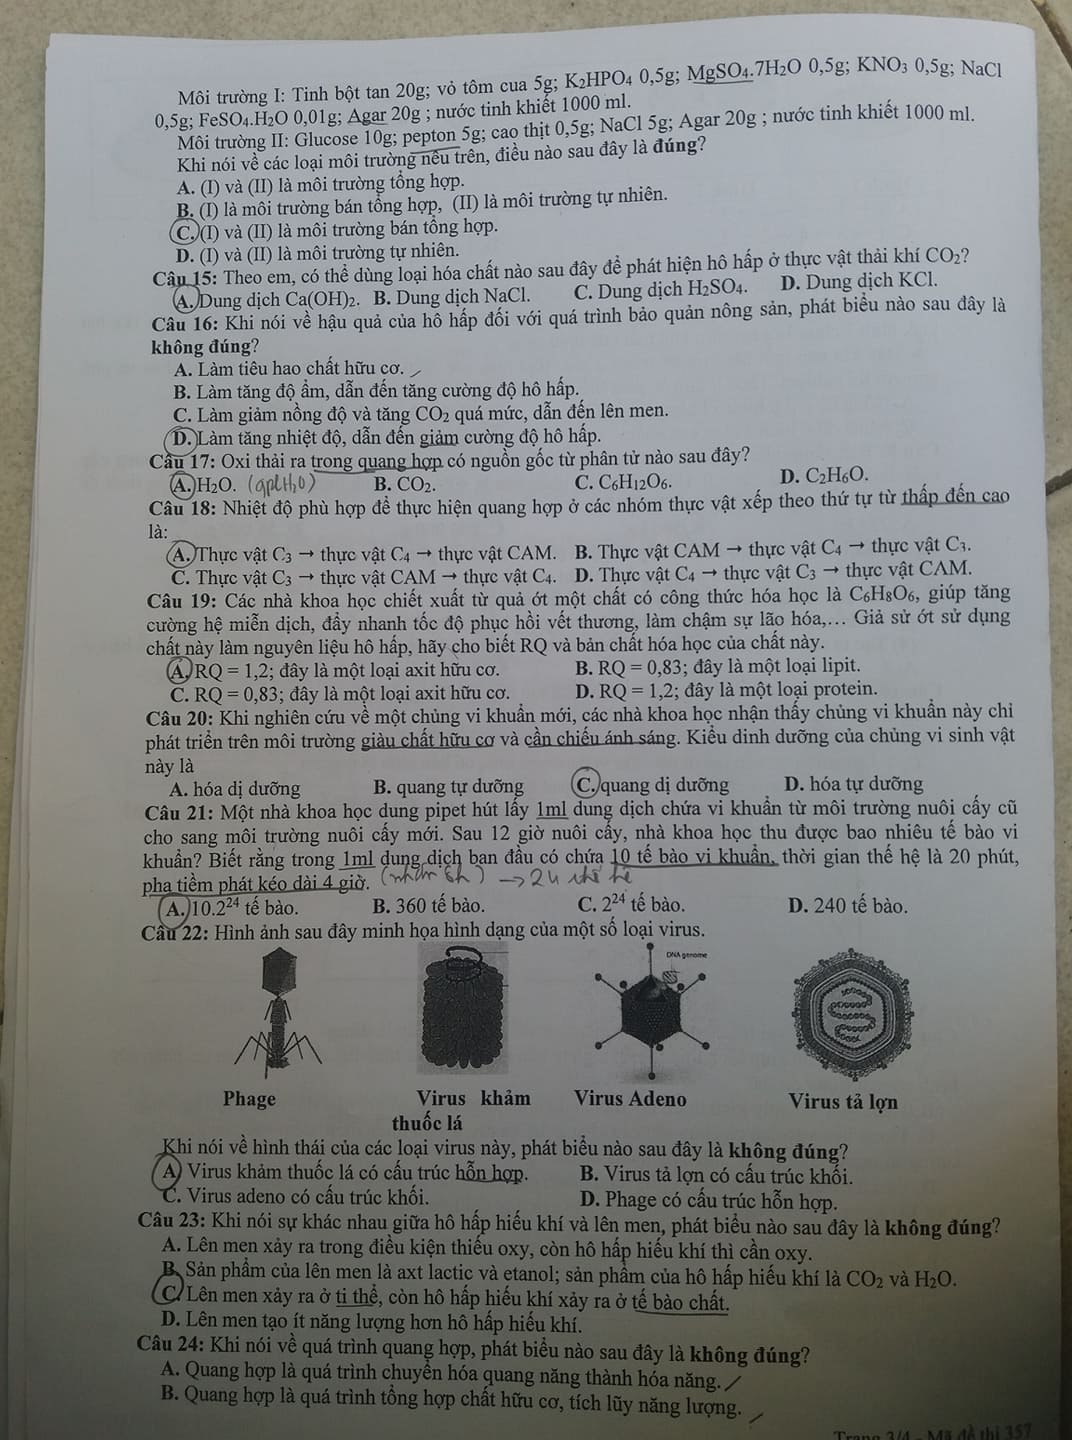 Môi trường I: Tinh bột tan 20g; vỏ tôm cua 5g; K₂HPO₄ 0,5g; MgSO₄.7H₂O 0,5g; KNO₃ 0,5g; NaCl
0,5g; FeSO₄.H₂O 0,01g; Agar 20g ; nước tinh khiết 1000 ml.
Môi trường II: Glucose 10g; pepton 5g; cao thịt 0,5g; NaCl 5g; Agar 20g ; nước tinh khiết 1000 ml.
Khi nói về các loại môi trường nêu trên, điều nào sau đây là đúng?
A. (I) và (II) là môi trường tổng hợp.
B. (I) là môi trường bán tổng hợp, (II) là môi trường tự nhiên.
C. (I) và (II) là môi trường bán tổng hợp.
D. (I) và (II) là môi trường tự nhiên.
Câu 15: Theo em, có thể dùng loại hóa chất nào sau đây để phát hiện hô hấp ở thực vật thải khí CO₂?
A. Dung dịch Ca(OH)₂. B. Dung dịch NaCl. C. Dung dịch H₂SO₄. D. Dung dịch KCl.
Câu 16: Khi nói về hậu quả của hô hấp đối với quá trình bảo quản nông sản, phát biểu nào sau đây là
không đúng?
A. Làm tiêu hao chất hữu cơ.
B. Làm tăng độ ẩm, dẫn đến tăng cường độ hô hấp.
C. Làm giảm nồng độ và tăng CO₂ quá mức, dẫn đến lên men.
D. Làm tăng nhiệt độ, dẫn đến giảm cường độ hô hấp.
Câu 17: Oxi thải ra trong quang hợp có nguồn gốc từ phân tử nào sau đây?
A. H₂O. (qplH₂O) B. CO₂. C. C₆H₁₂O₆. D. C₂H₆O.
Câu 18: Nhiệt độ phù hợp để thực hiện quang hợp ở các nhóm thực vật xếp theo thứ tự từ thấp đến cao
là:
A. Thực vật C₃ → thực vật C₄ → thực vật CAM. B. Thực vật CAM → thực vật C₄ → thực vật C₃.
C. Thực vật C₃ → thực vật CAM → thực vật C₄. D. Thực vật C₄ → thực vật C₃ → thực vật CAM.
Câu 19: Các nhà khoa học chiết xuất từ quả ớt một chất có công thức hóa học là C₆H₈O₆, giúp tăng
cường hệ miễn dịch, đẩy nhanh tốc độ phục hồi vết thương, làm chậm sự lão hóa,... Giả sử ớt sử dụng
chất này làm nguyên liệu hô hấp, hãy cho biết RQ và bản chất hóa học của chất này.
A. RQ = 1,2; đây là một loại axit hữu cơ. B. RQ = 0,83; đây là một loại lipit.
C. RQ = 0,83; đây là một loại axit hữu cơ. D. RQ = 1,2; đây là một loại protein.
Câu 20: Khi nghiên cứu về một chủng vi khuẩn mới, các nhà khoa học nhận thấy chủng vi khuẩn này chỉ
phát triển trên môi trường giàu chất hữu cơ và cần chiếu ánh sáng. Kiểu dinh dưỡng của chủng vi sinh vật
này là
A. hóa dị dưỡng B. quang tự dưỡng C. quang dị dưỡng D. hóa tự dưỡng
Câu 21: Một nhà khoa học dung pipet hút lấy 1ml dung dịch chứa vi khuẩn từ môi trường nuôi cấy cũ
cho sang môi trường nuôi cấy mới. Sau 12 giờ nuôi cấy, nhà khoa học thu được bao nhiêu tế bào vi
khuẩn? Biết rằng trong 1ml dung dịch ban đầu có chứa 10 tế bào vi khuẩn, thời gian thế hệ là 20 phút,
pha tiềm phát kéo dài 4 giờ. → 24 thế hệ
A. 10.2²⁴ tế bào. B. 360 tế bào. C. 2²⁴ tế bào. D. 240 tế bào.
Câu 22: Hình ảnh sau đây minh họa hình dạng của một số loại virus.
DNA genome
Phage Virus khảm thuốc lá Virus Adeno Virus tả lợn
Khi nói về hình thái của các loại virus này, phát biểu nào sau đây là không đúng?
A. Virus khảm thuốc lá có cấu trúc hỗn hợp. B. Virus tả lợn có cấu trúc khối.
C. Virus adeno có cấu trúc khối. D. Phage có cấu trúc hỗn hợp.
Câu 23: Khi nói sự khác nhau giữa hô hấp hiếu khí và lên men, phát biểu nào sau đây là không đúng?
A. Lên men xảy ra trong điều kiện thiếu oxy, còn hô hấp hiếu khí thì cần oxy.
B. Sản phẩm của lên men là axt lactic và etanol; sản phẩm của hô hấp hiếu khí là CO₂ và H₂O.
C. Lên men xảy ra ở ti thể, còn hô hấp hiếu khí xảy ra ở tế bào chất.
D. Lên men tạo ít năng lượng hơn hô hấp hiếu khí.
Câu 24: Khi nói về quá trình quang hợp, phát biểu nào sau đây là không đúng?
A. Quang hợp là quá trình chuyển hóa quang năng thành hóa năng.
B. Quang hợp là quá trình tổng hợp chất hữu cơ, tích lũy năng lượng.
Trang 3/4 - Mã đề thi 357